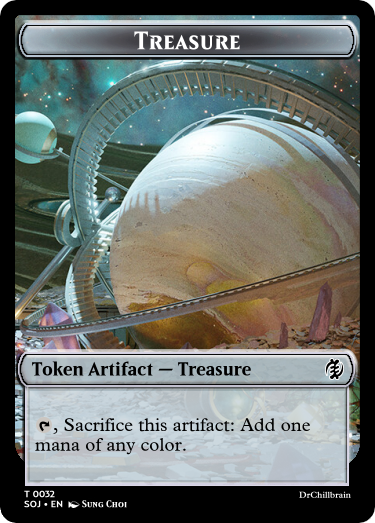 Treasure
Token Artifact — Treasure
, Sacrifice this artifact: Add one
mana of any color.
T 0032
SOJ • EN Sung Choi
DrChillbrain